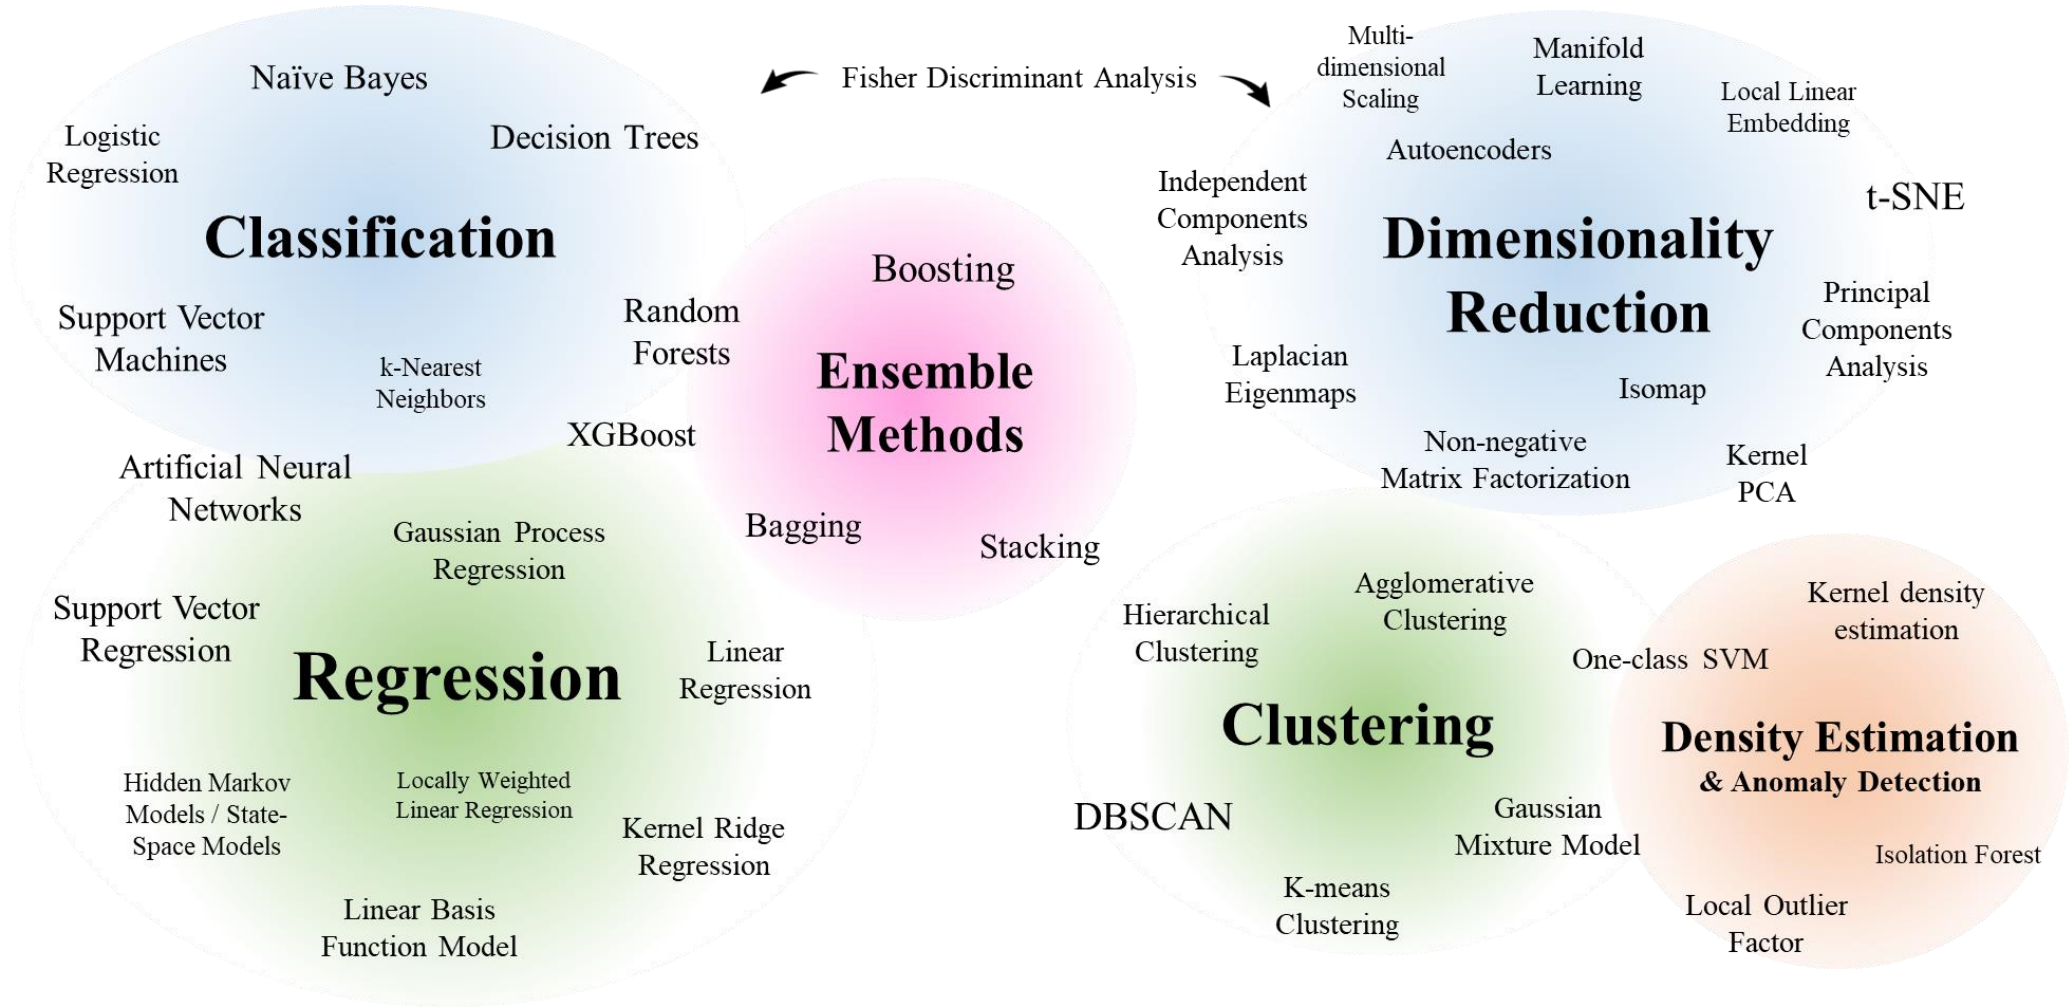 Naïve Bayes
Logistic
Regression
Decision Trees
Classification
Support Vector
Machines
k-Nearest
Neighbors
Random
Forests
XGBoost
Artificial Neural
Networks
Fisher Discriminant Analysis
Boosting
Ensemble
Methods
Bagging
Stacking
Gaussian Process
Regression
Support Vector
Regression
Regression
Linear
Regression
Hidden Markov
Models / State-
Space Models
Locally Weighted
Linear Regression
Kernel Ridge
Regression
Linear Basis
Function Model
Multi-
dimensional
Scaling
Manifold
Learning
Local Linear
Embedding
Autoencoders
Independent
Components
Analysis
t-SNE
Dimensionality
Reduction
Principal
Components
Analysis
Laplacian
Eigenmaps
Isomap
Non-negative
Matrix Factorization
Kernel
PCA
Agglomerative
Clustering
Hierarchical
Clustering
One-class SVM
Clustering
DBSCAN
Gaussian
Mixture Model
K-means
Clustering
Kernel density
estimation
Density Estimation
& Anomaly Detection
Isolation Forest
Local Outlier
Factor